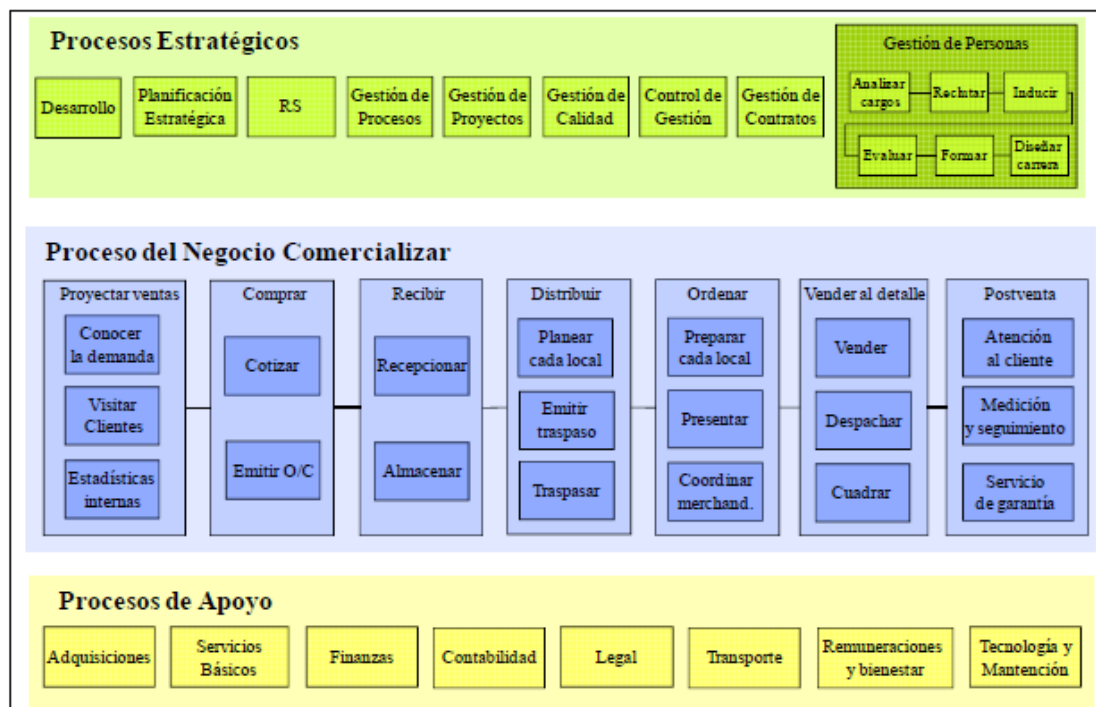 Procesos Estratégicos
Desarrollo
Planificación
Estratégica
RS
Gestión de
Procesos
Gestión de
Proyectos
Gestión de
Calidad
Control de
Gestión
Gestión de
Contratos
Gestión de Personas
Analizar
cargos
Reclutar
Inducir
Evaluar
Formar
Diseñar
carrera
Proceso del Negocio Comercializar
Proyectar ventas
Conocer
la demanda
Visitar
Clientes
Estadísticas
internas
Comprar
Cotizar
Emitir O/C
Recibir
Recepcionar
Almacenar
Distribuir
Planear
cada local
Emitir
traspaso
Traspasar
Ordenar
Preparar
cada local
Presentar
Coordinar
merchand.
Vender al detalle
Vender
Despachar
Cuadrar
Postventa
Atención
al cliente
Medición
y seguimiento
Servicio
de garantía
Procesos de Apoyo
Adquisiciones
Servicios
Básicos
Finanzas
Contabilidad
Legal
Transporte
Remuneraciones
y bienestar
Tecnología y
Mantención